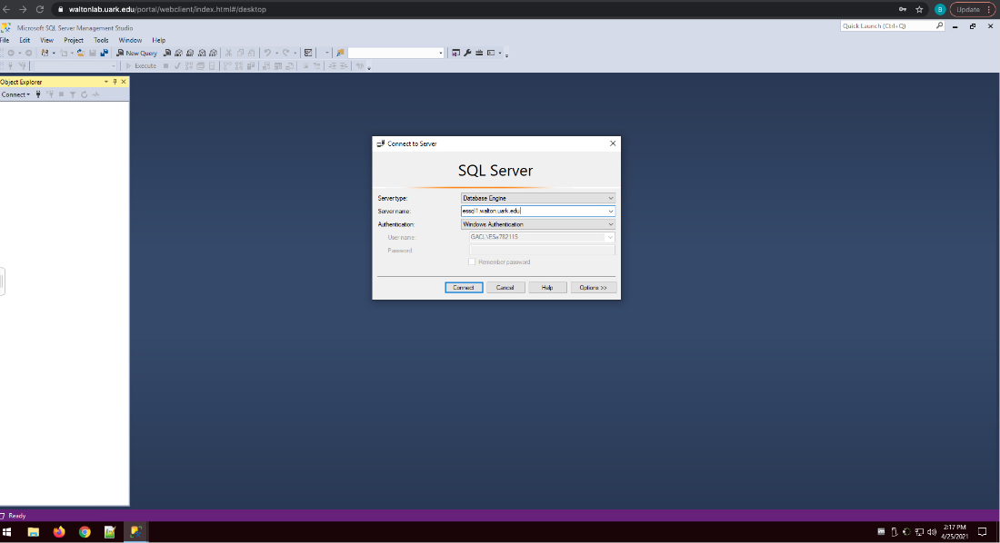 waltonlab.uark.edu/portal/webclient/index.html#/desktop
B
Update
Microsoft SQL Server Management Studio
Quick Launch (Ctrl+Q)
File Edit View Project Tools Window Help
New Query
Execute
Object Explorer
Connect
Connect to Server
SQL Server
Server type: Database Engine
Server name: essql1.walton.uark.edu
Authentication: Windows Authentication
User name: GACL\ESa782115
Password:
Remember password
Connect Cancel Help Options >>
Ready
2:17 PM
4/25/2021